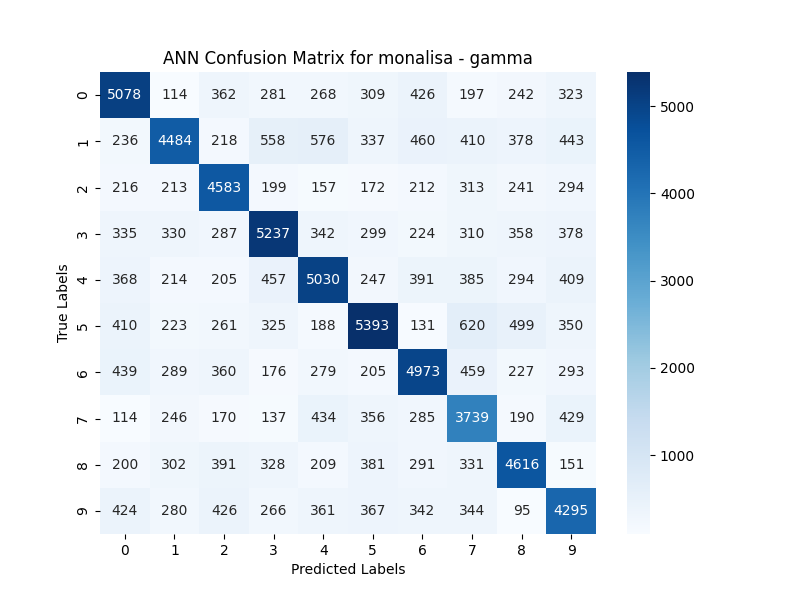 ANN Confusion Matrix for monalisa - gamma
0 5078 114 362 281 268 309 426 197 242 323
1 236 4484 218 558 576 337 460 410 378 443
2 216 213 4583 199 157 172 212 313 241 294
3 335 330 287 5237 342 299 224 310 358 378
4 368 214 205 457 5030 247 391 385 294 409
5 410 223 261 325 188 5393 131 620 499 350
6 439 289 360 176 279 205 4973 459 227 293
7 114 246 170 137 434 356 285 3739 190 429
8 200 302 391 328 209 381 291 331 4616 151
9 424 280 426 266 361 367 342 344 95 4295
0 1 2 3 4 5 6 7 8 9
Predicted Labels
True Labels
5000
4000
3000
2000
1000